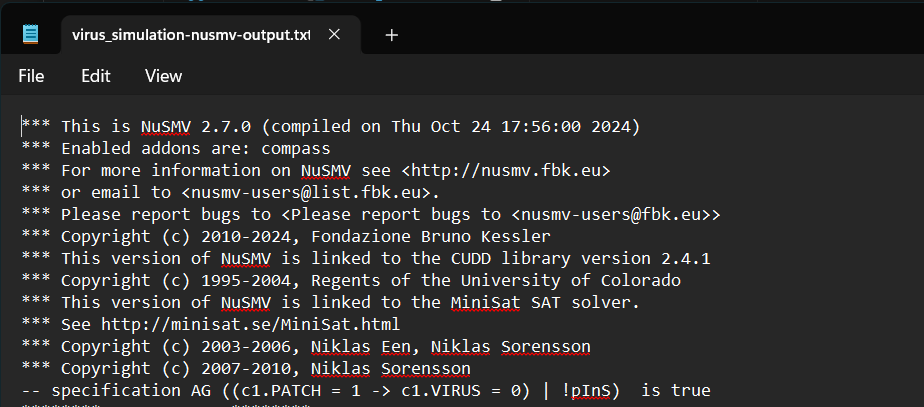 virus_simulation-nusmv-output.txt
File Edit View
*** This is NuSMV 2.7.0 (compiled on Thu Oct 24 17:56:00 2024)
*** Enabled addons are: compass
*** For more information on NuSMV see <http://nusmv.fbk.eu>
*** or email to <nusmv-users@list.fbk.eu>.
*** Please report bugs to <Please report bugs to <nusmv-users@fbk.eu>>
*** Copyright (c) 2010-2024, Fondazione Bruno Kessler
*** This version of NuSMV is linked to the CUDD library version 2.4.1
*** Copyright (c) 1995-2004, Regents of the University of Colorado
*** This version of NuSMV is linked to the MiniSat SAT solver.
*** See http://minisat.se/MiniSat.html
*** Copyright (c) 2003-2006, Niklas Een, Niklas Sorensson
*** Copyright (c) 2007-2010, Niklas Sorensson
-- specification AG ((c1.PATCH = 1 -> c1.VIRUS = 0) | !pInS)  is true